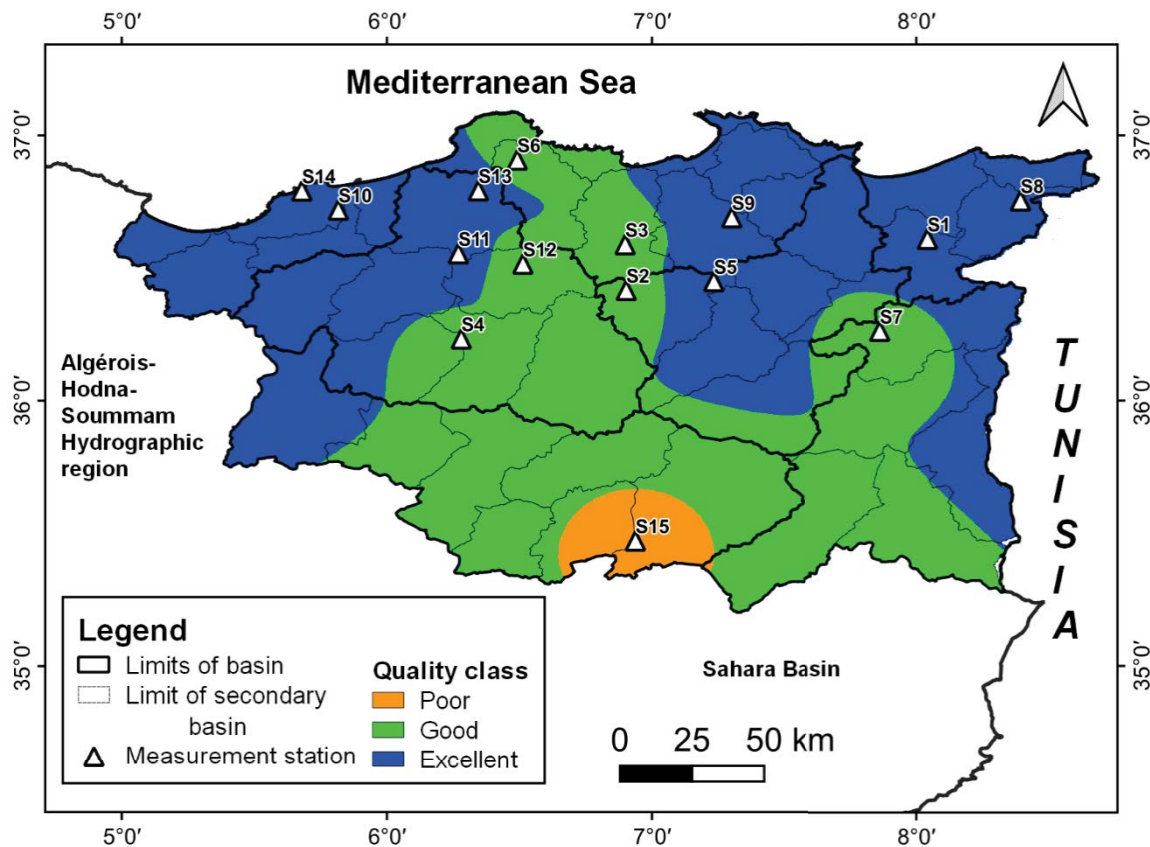 5°0′ 6°0′ 7°0′ 8°0′
Mediterranean Sea
37°0′ 37°0′
S6
S14 S13 S8
S10 S9
S3 S1
S11 S12
S2 S5
S4 S7
Algérois-
Hodna-
Soummam
Hydrographic
region
36°0′ 36°0′
TUNISIA
S15
Legend
Limits of basin
Limit of secondary
basin
Measurement station
Quality class
Poor
Good
Excellent
35°0′ 35°0′
Sahara Basin
0 25 50 km
5°0′ 6°0′ 7°0′ 8°0′